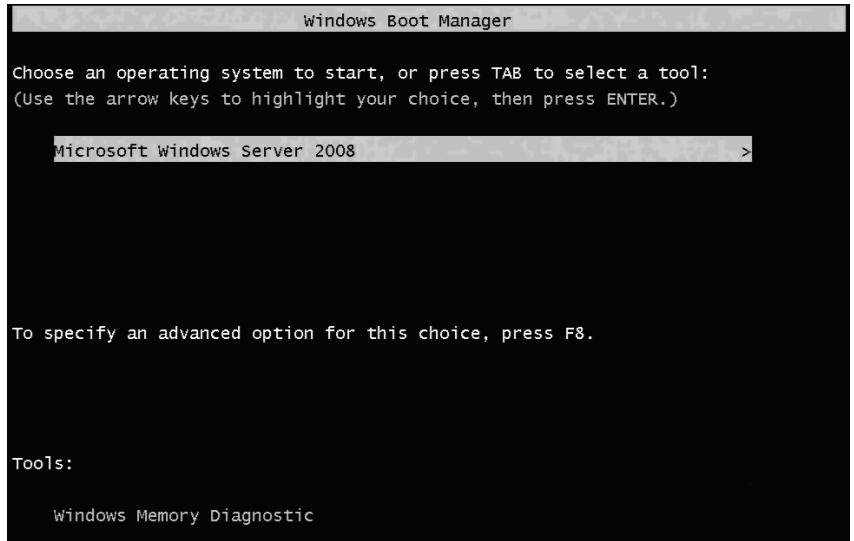 Windows Boot Manager
Choose an operating system to start, or press TAB to select a tool:
(Use the arrow keys to highlight your choice, then press ENTER.)
Microsoft Windows Server 2008 >
To specify an advanced option for this choice, press F8.
Tools:
Windows Memory Diagnostic